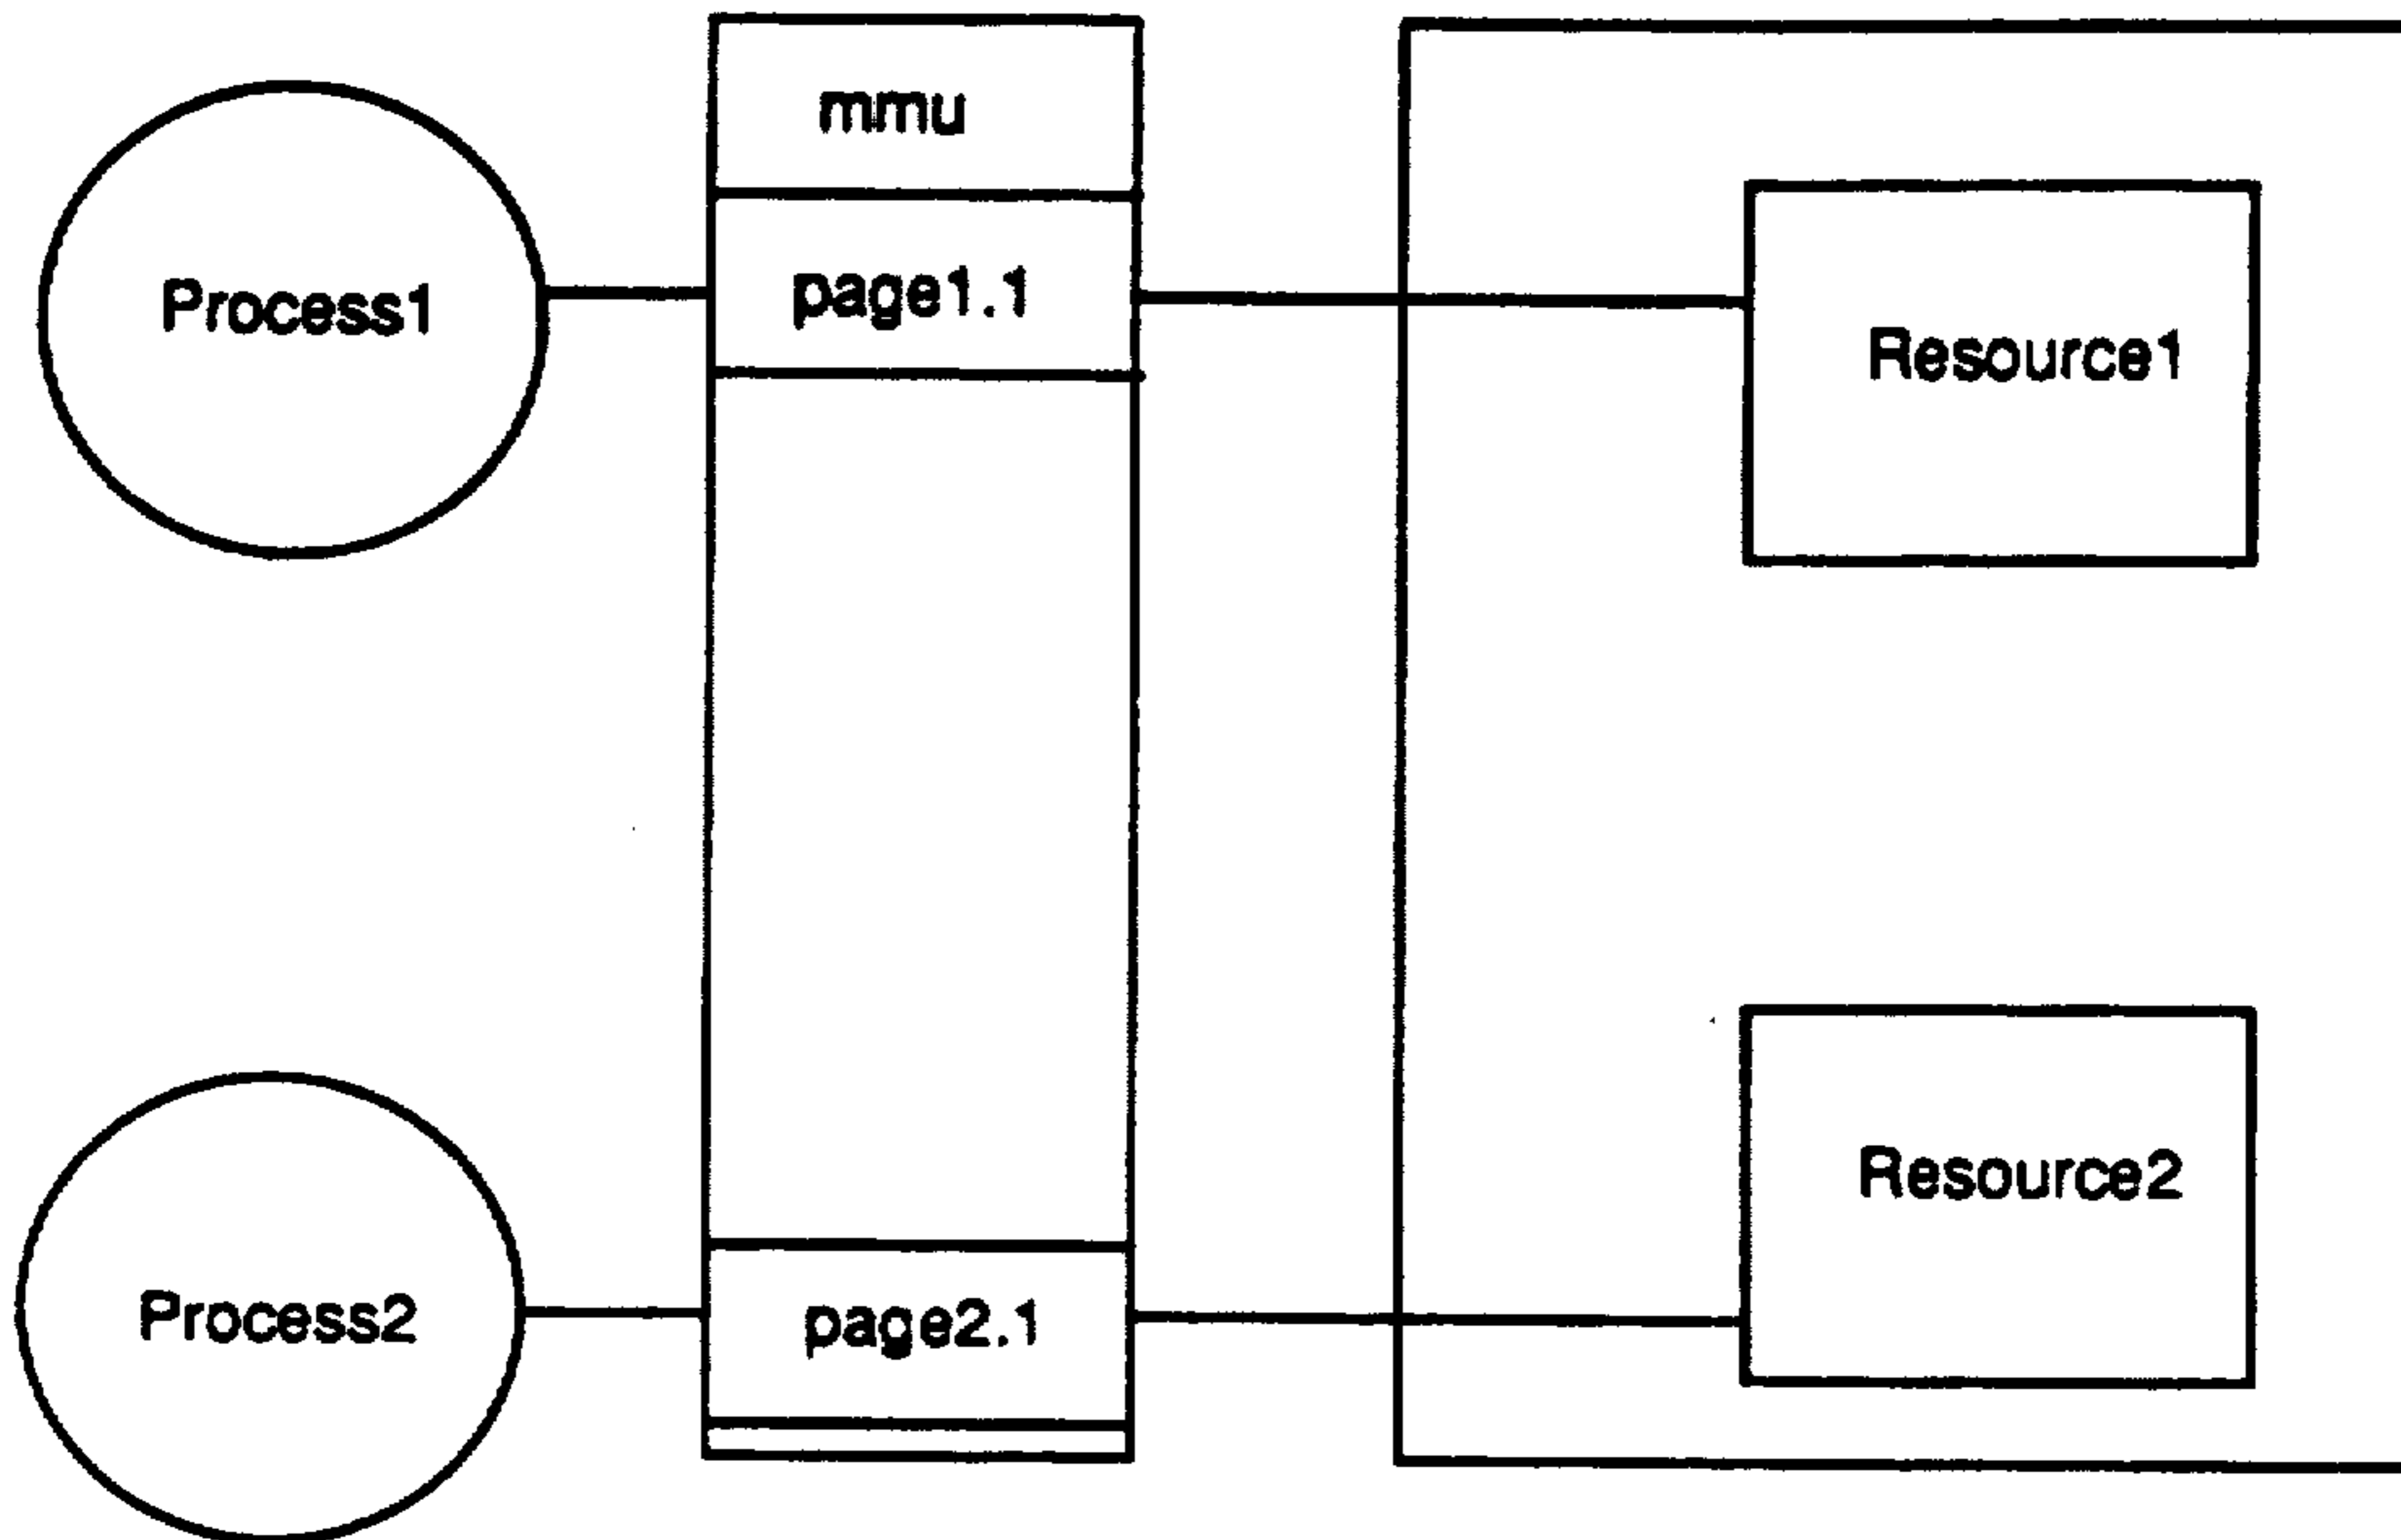 mmu
Process1
page1.1
Resource1
Process2
page2.1
Resource2